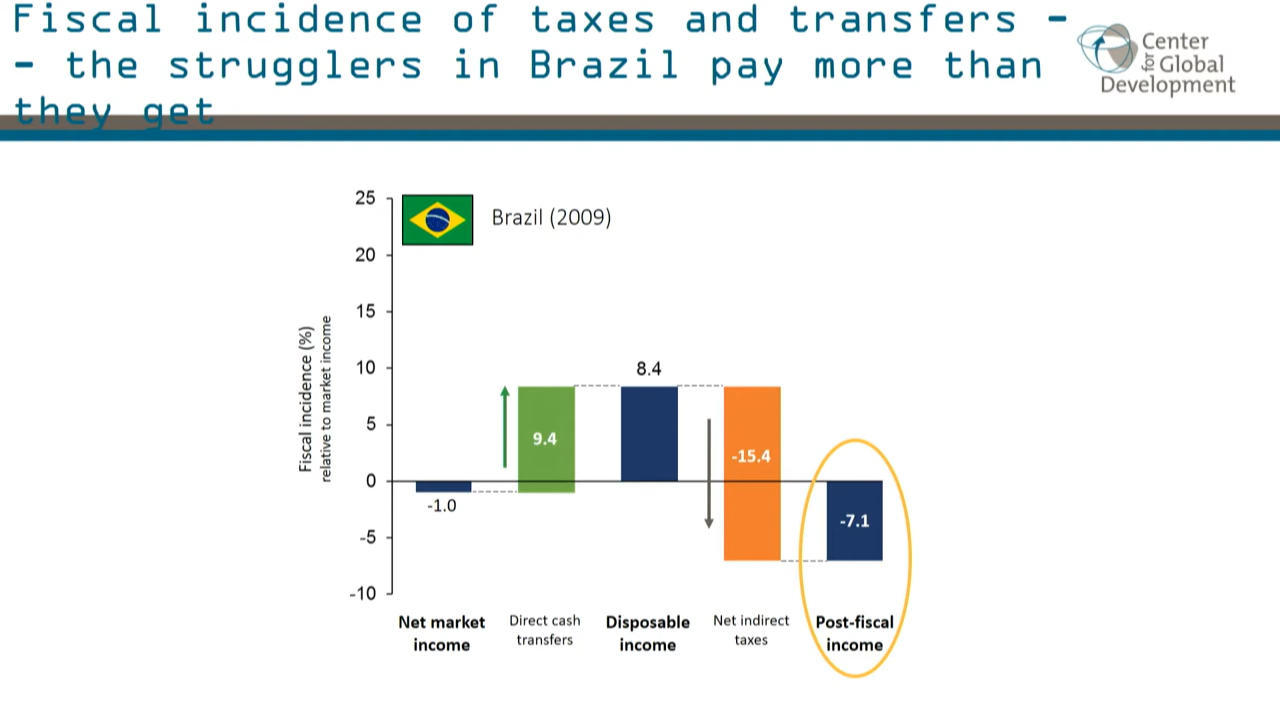 Fiscal incidence of taxes and transfers –
– the strugglers in Brazil pay more than
they get
Center
for Global
Development
25
Brazil (2009)
20
15
10
5
0
-5
-10
Fiscal incidence (%)
relative to market income
-1.0
9.4
8.4
-15.4
-7.1
Net market
income
Direct cash
transfers
Disposable
income
Net indirect
taxes
Post-fiscal
income